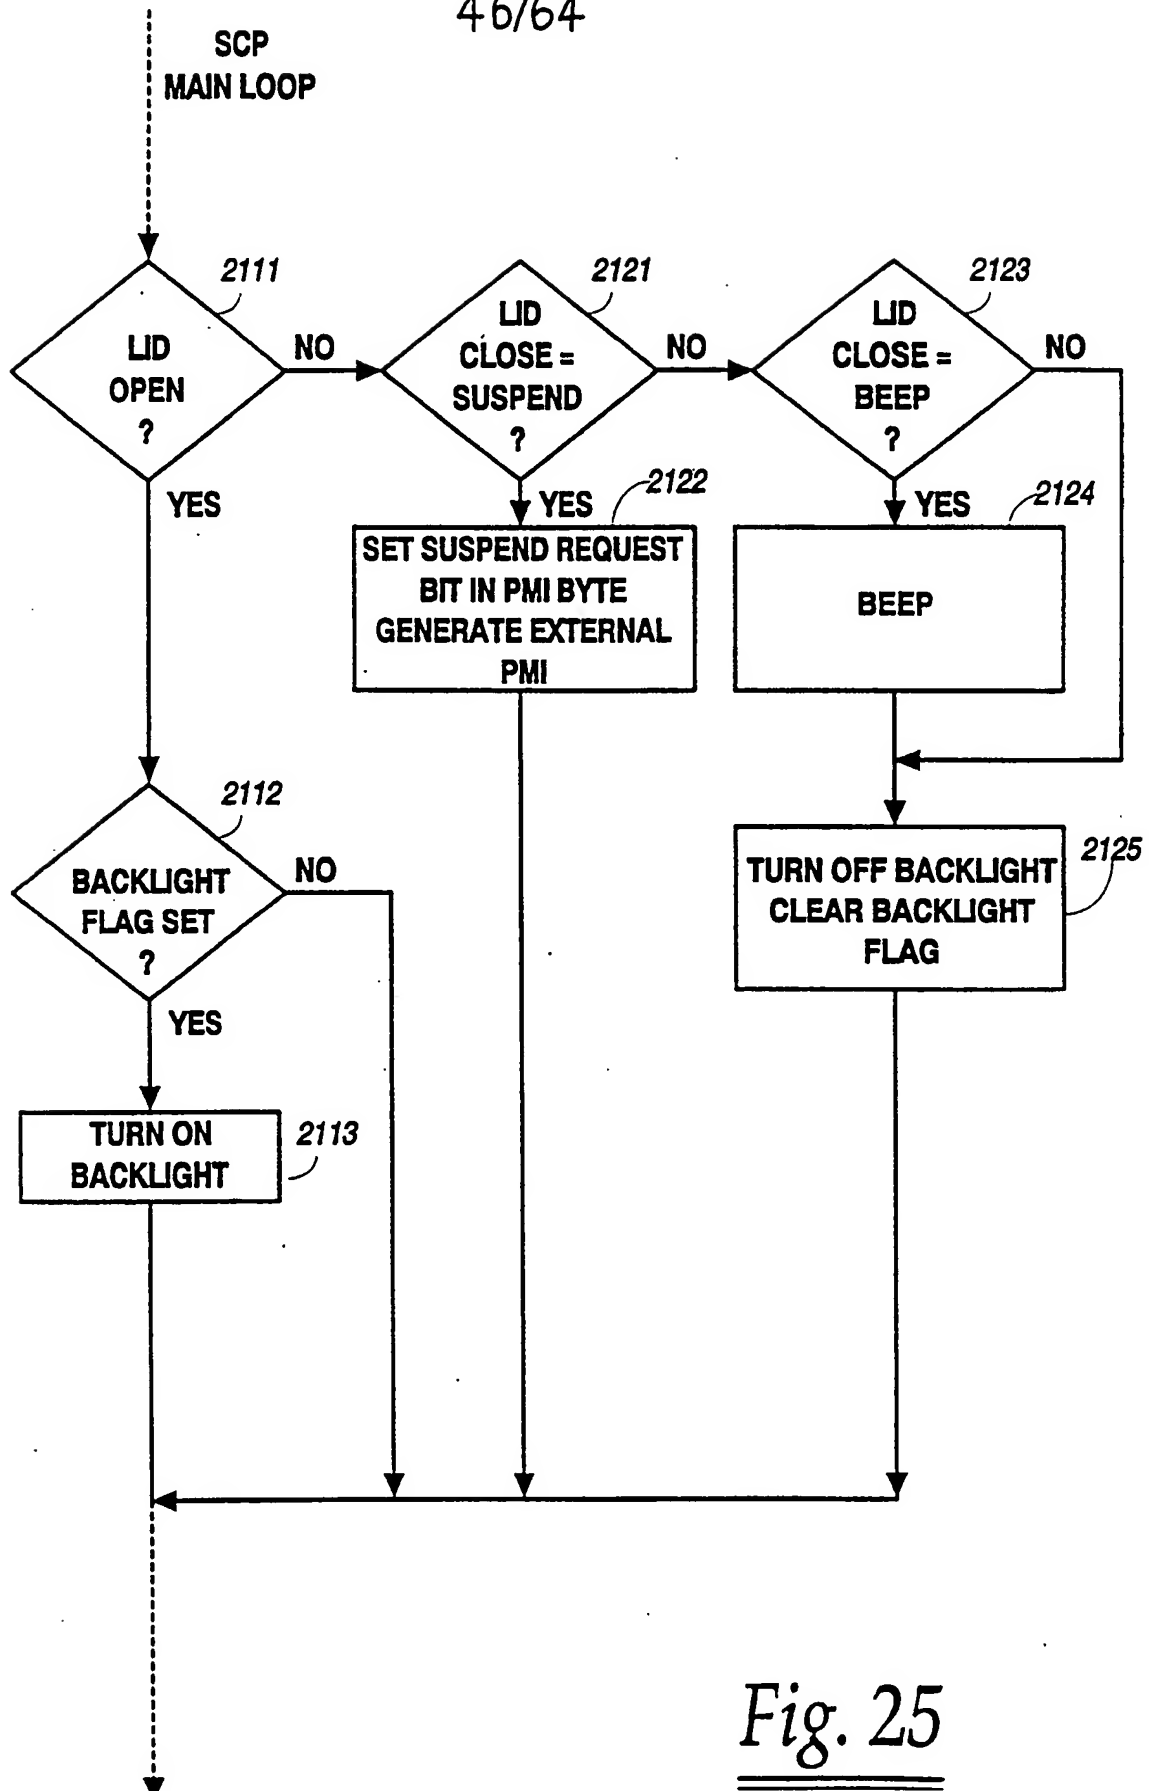 46/64
SCP
MAIN LOOP
2111
LID
OPEN
?
NO
YES
2121
LID
CLOSE =
SUSPEND
?
NO
YES
2123
LID
CLOSE =
BEEP
?
NO
YES
2122
SET SUSPEND REQUEST
BIT IN PMI BYTE
GENERATE EXTERNAL
PMI
2124
BEEP
2112
BACKLIGHT
FLAG SET
?
NO
YES
2125
TURN OFF BACKLIGHT
CLEAR BACKLIGHT
FLAG
2113
TURN ON
BACKLIGHT
Fig. 25